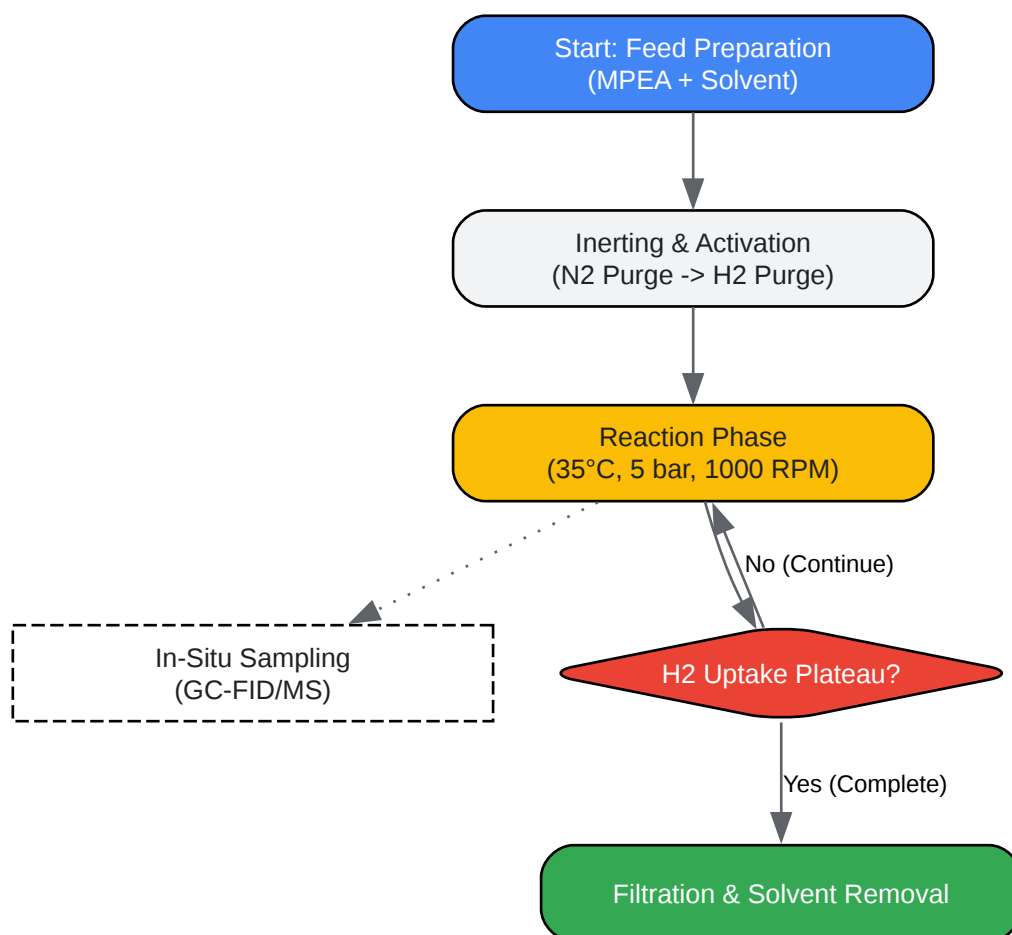 Start: Feed Preparation
(MPEA + Solvent)
Inerting & Activation
(N2 Purge -> H2 Purge)
Reaction Phase
(35°C, 5 bar, 1000 RPM)
No (Continue)
In-Situ Sampling
(GC-FID/MS)
H2 Uptake Plateau?
Yes (Complete)
Filtration & Solvent Removal